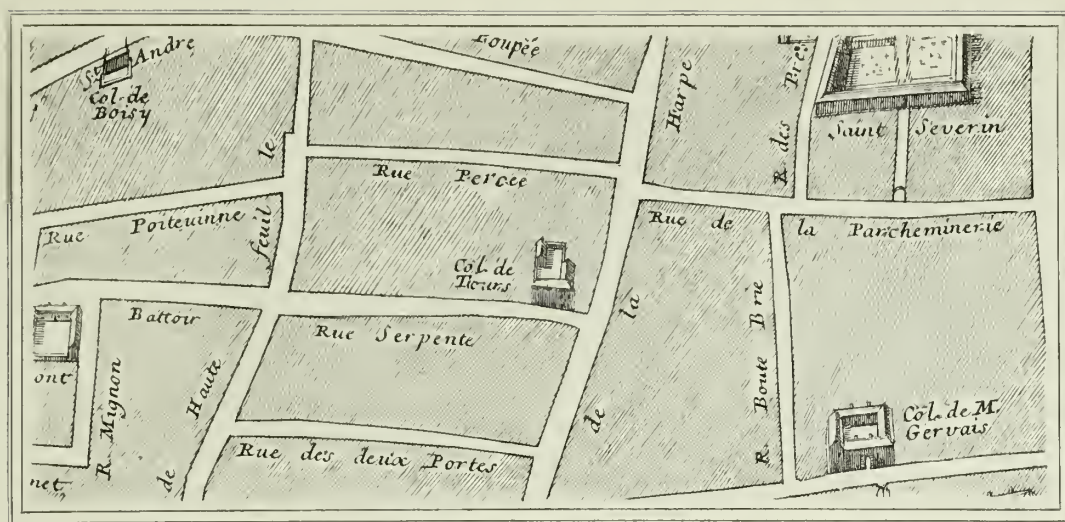 St. André
Col. de
Boisy
Coupée
Harpe
R des Pre
Saint Severin
le
Rue Percée
Rue Poiteuinne
feuil
Col. de
Tours
Rue de la Parcheminerie
Battoir
Rue Serpente
la
R Boute Brie
ont
R. Mignon
Haute
de
Col. de M.
Gervais
Rue des deux Portes
de
net.